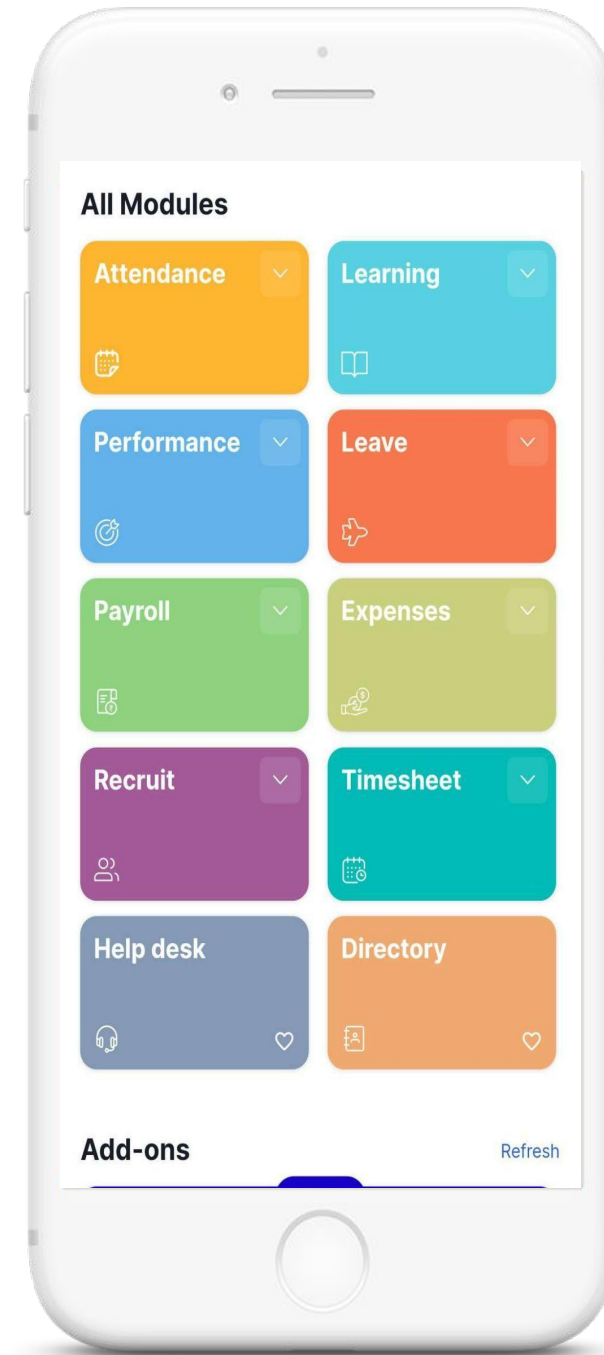 All Modules
Attendance
Learning
Performance
Leave
Payroll
Expenses
Recruit
Timesheet
Help desk
Directory
Add-ons
Refresh